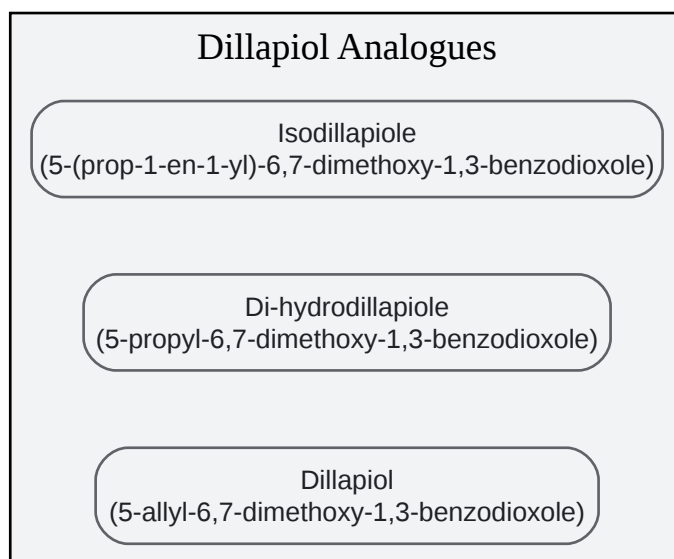 Dillapiol Analogues
Isodillapiole
(5-(prop-1-en-1-yl)-6,7-dimethoxy-1,3-benzodioxole)
Di-hydrodillapiole
(5-propyl-6,7-dimethoxy-1,3-benzodioxole)
Dillapiol
(5-allyl-6,7-dimethoxy-1,3-benzodioxole)